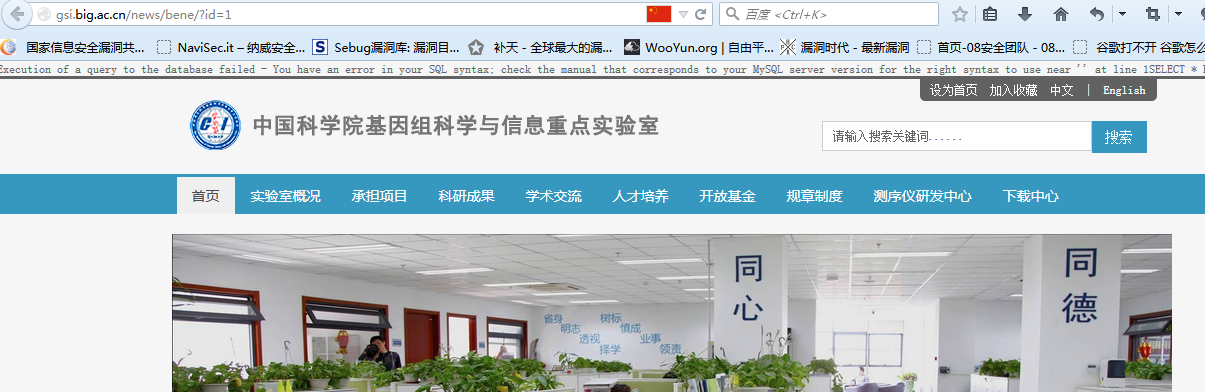 gsi.big.ac.cn/news/bene/?id=1
百度 <Ctrl+K>
国家信息安全漏洞共...
NaviSec.it – 纳威安全...
Sebug漏洞库: 漏洞目...
补天 - 全球最大的漏...
WooYun.org | 自由平...
漏洞时代 - 最新漏洞
首页-08安全团队 - 08...
谷歌打不开 谷歌怎么
Execution of a query to the database failed - You have an error in your SQL syntax; check the manual that corresponds to your MySQL server version for the right syntax to use near '' at line 1SELECT *
设为首页 加入收藏 中文 | English
中国科学院基因组科学与信息重点实验室
请输入搜索关键词......
搜索
首页 实验室概况 承担项目 科研成果 学术交流 人才培养 开放基金 规章制度 测序仪研发中心 下载中心
同心
同德
省身
树标
明志
慎成
透视
业事
择学
领责